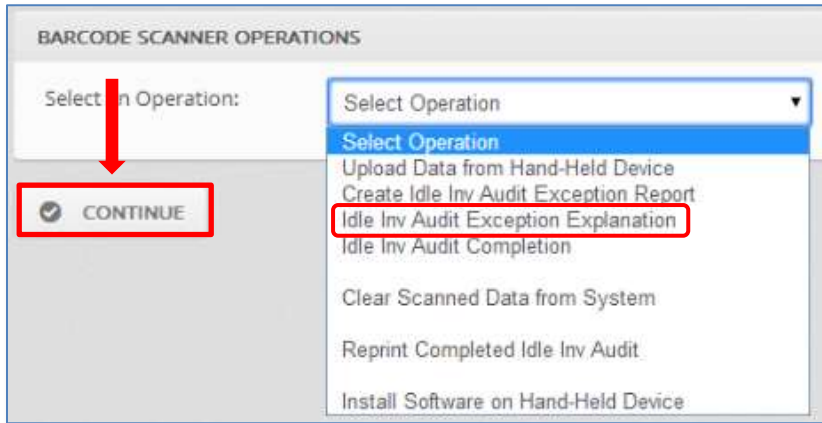 BARCODE SCANNER OPERATIONS
Select an Operation:
Select Operation
Select Operation
Upload Data from Hand-Held Device
Create Idle Inv Audit Exception Report
Idle Inv Audit Exception Explanation
Idle Inv Audit Completion
Clear Scanned Data from System
Reprint Completed Idle Inv Audit
Install Software on Hand-Held Device
CONTINUE